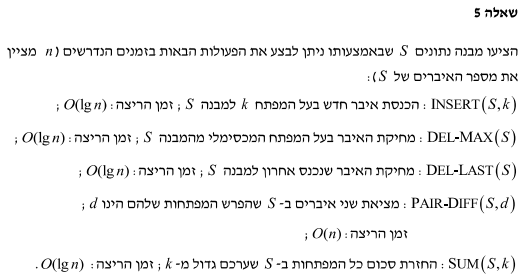 שאלה 5
הציעו מבנה נתונים S שבאמצעותו ניתן לבצע את הפעולות הבאות בזמנים הנדרשים (n מציין
את מספר האיברים של S):
INSERT(S,k) : הכנסת איבר חדש בעל המפתח k למבנה S ; זמן הריצה: O(lg n) ;
DEL-MAX(S) : מחיקת האיבר בעל המפתח המכסימלי מהמבנה S ; זמן הריצה: O(lg n) ;
DEL-LAST(S) : מחיקת האיבר שנכנס אחרון למבנה S ; זמן הריצה: O(lg n) ;
PAIR-DIFF(S,d) : מציאת שני איברים ב- S שהפרש המפתחות שלהם הינו d ;
זמן הריצה: O(n) ;
SUM(S,k) : החזרת סכום כל המפתחות ב- S שערכם גדול מ- k ; זמן הריצה: O(lg n) .